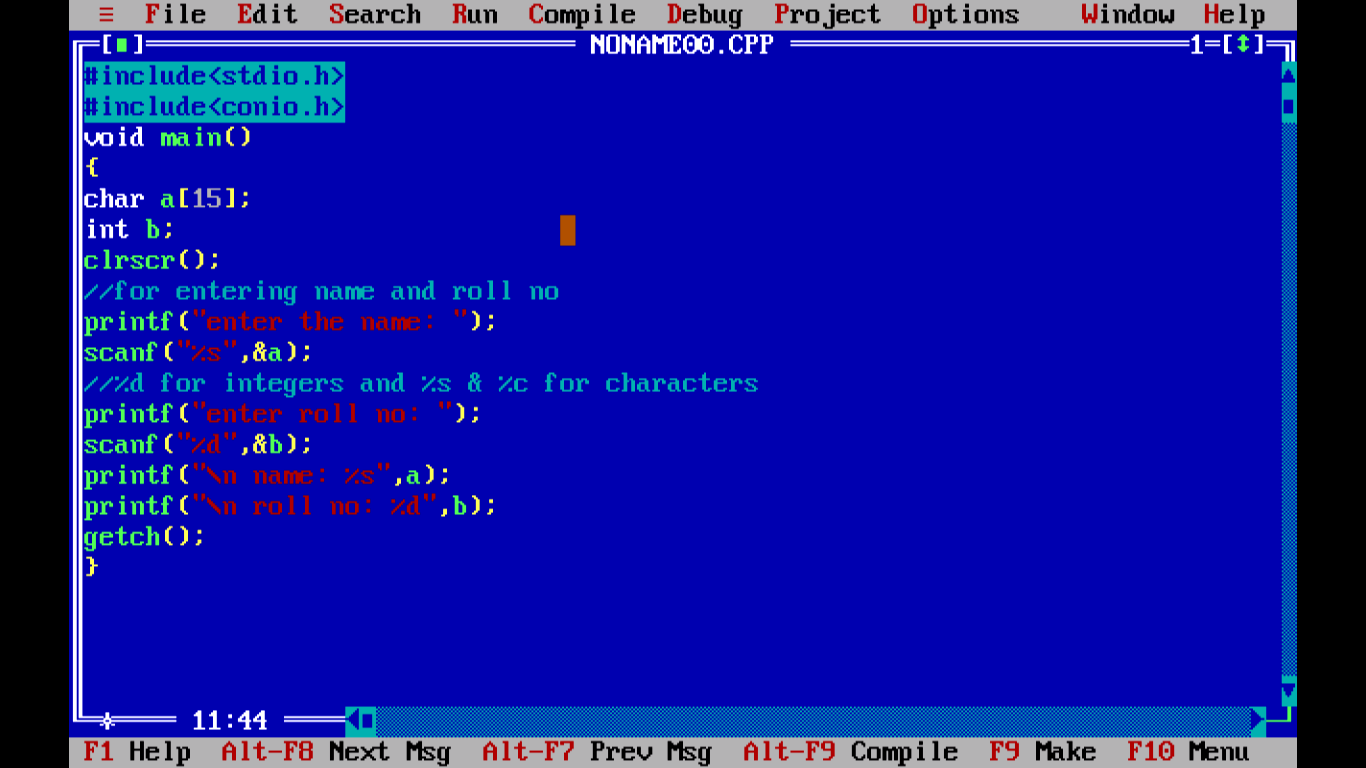 ≡ File Edit Search Run Compile Debug Project Options Window Help
[■] NONAME00.CPP 1=[↕]
#include<stdio.h>
#include<conio.h>
void main()
{
char a[15];
int b;
clrscr();
//for entering name and roll no
printf("enter the name: ");
scanf("%s",&a);
//%d for integers and %s & %c for characters
printf("enter roll no: ");
scanf("%d",&b);
printf("\n name: %s",a);
printf("\n roll no: %d",b);
getch();
}
11:44
F1 Help Alt-F8 Next Msg Alt-F7 Prev Msg Alt-F9 Compile F9 Make F10 Menu